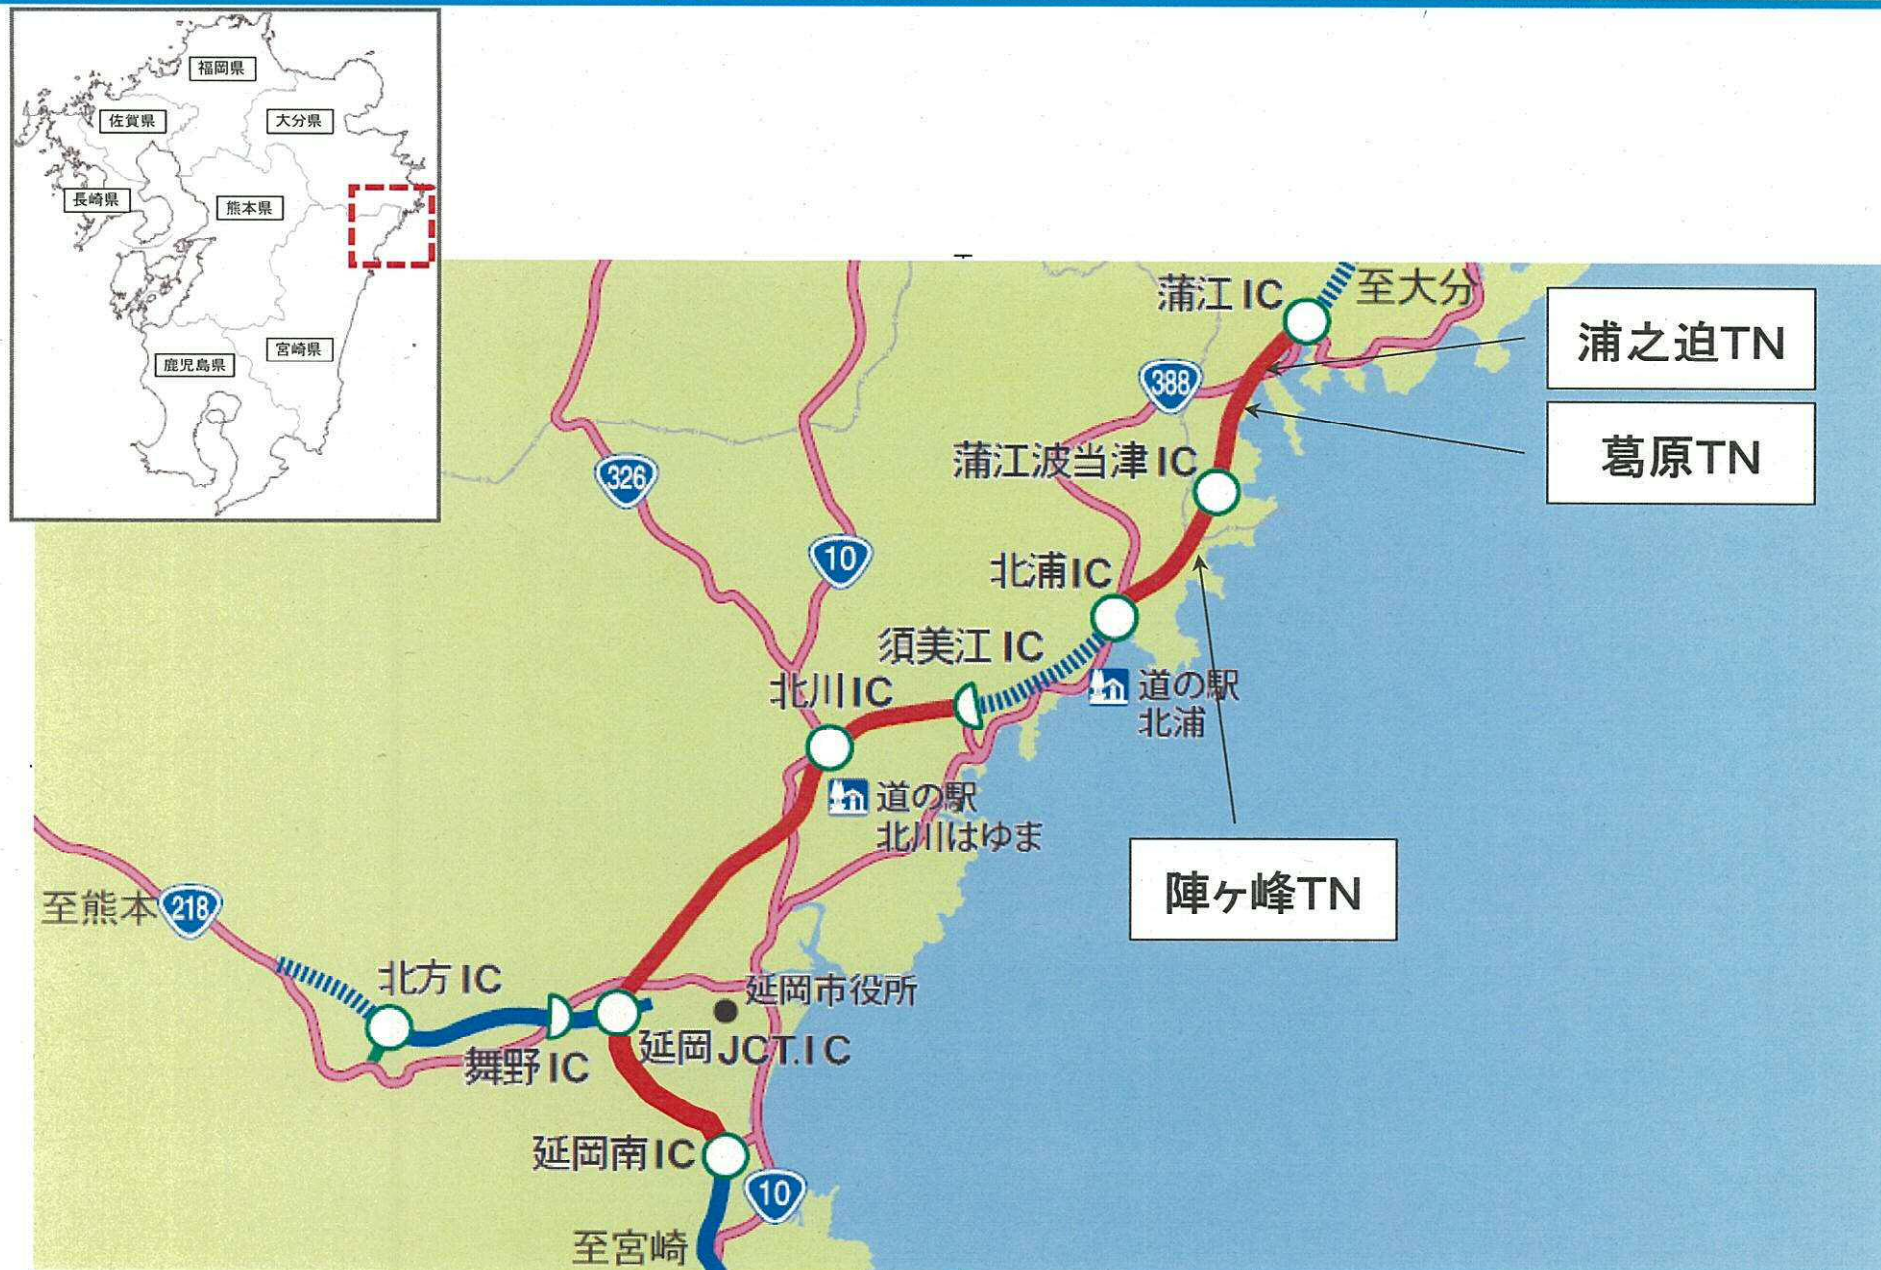 福岡県
佐賀県
大分県
長崎県
熊本県
宮崎県
鹿児島県
蒲江IC
至大分
浦之迫TN
388
葛原TN
蒲江波当津IC
326
10
北浦IC
須美江IC
北川IC
道の駅
北浦
道の駅
北川はゆま
陣ヶ峰TN
至熊本
218
北方IC
延岡市役所
舞野IC
延岡JCT.IC
延岡南IC
10
至宮崎